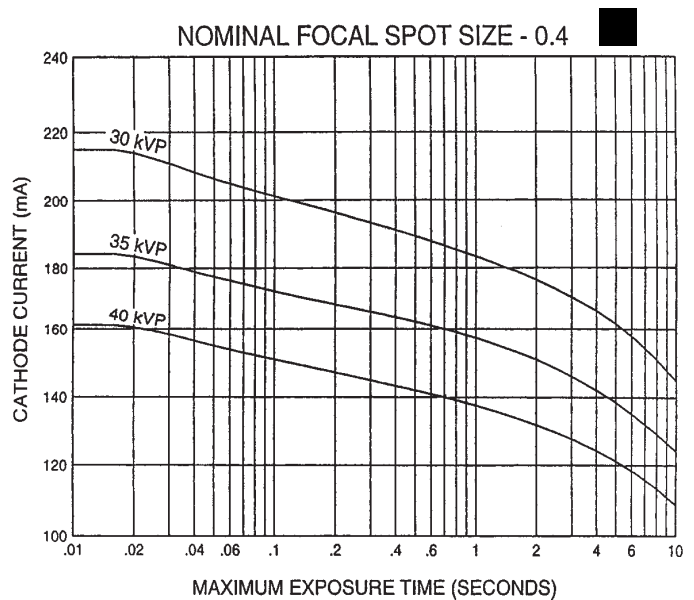 NOMINAL FOCAL SPOT SIZE - 0.4
240
220
30 kVP
200
35 kVP
180
40 kVP
160
140
120
100
CATHODE CURRENT (mA)
.01 .02 .04 .06 .1 .2 .4 .6 1 2 4 6 10
MAXIMUM EXPOSURE TIME (SECONDS)